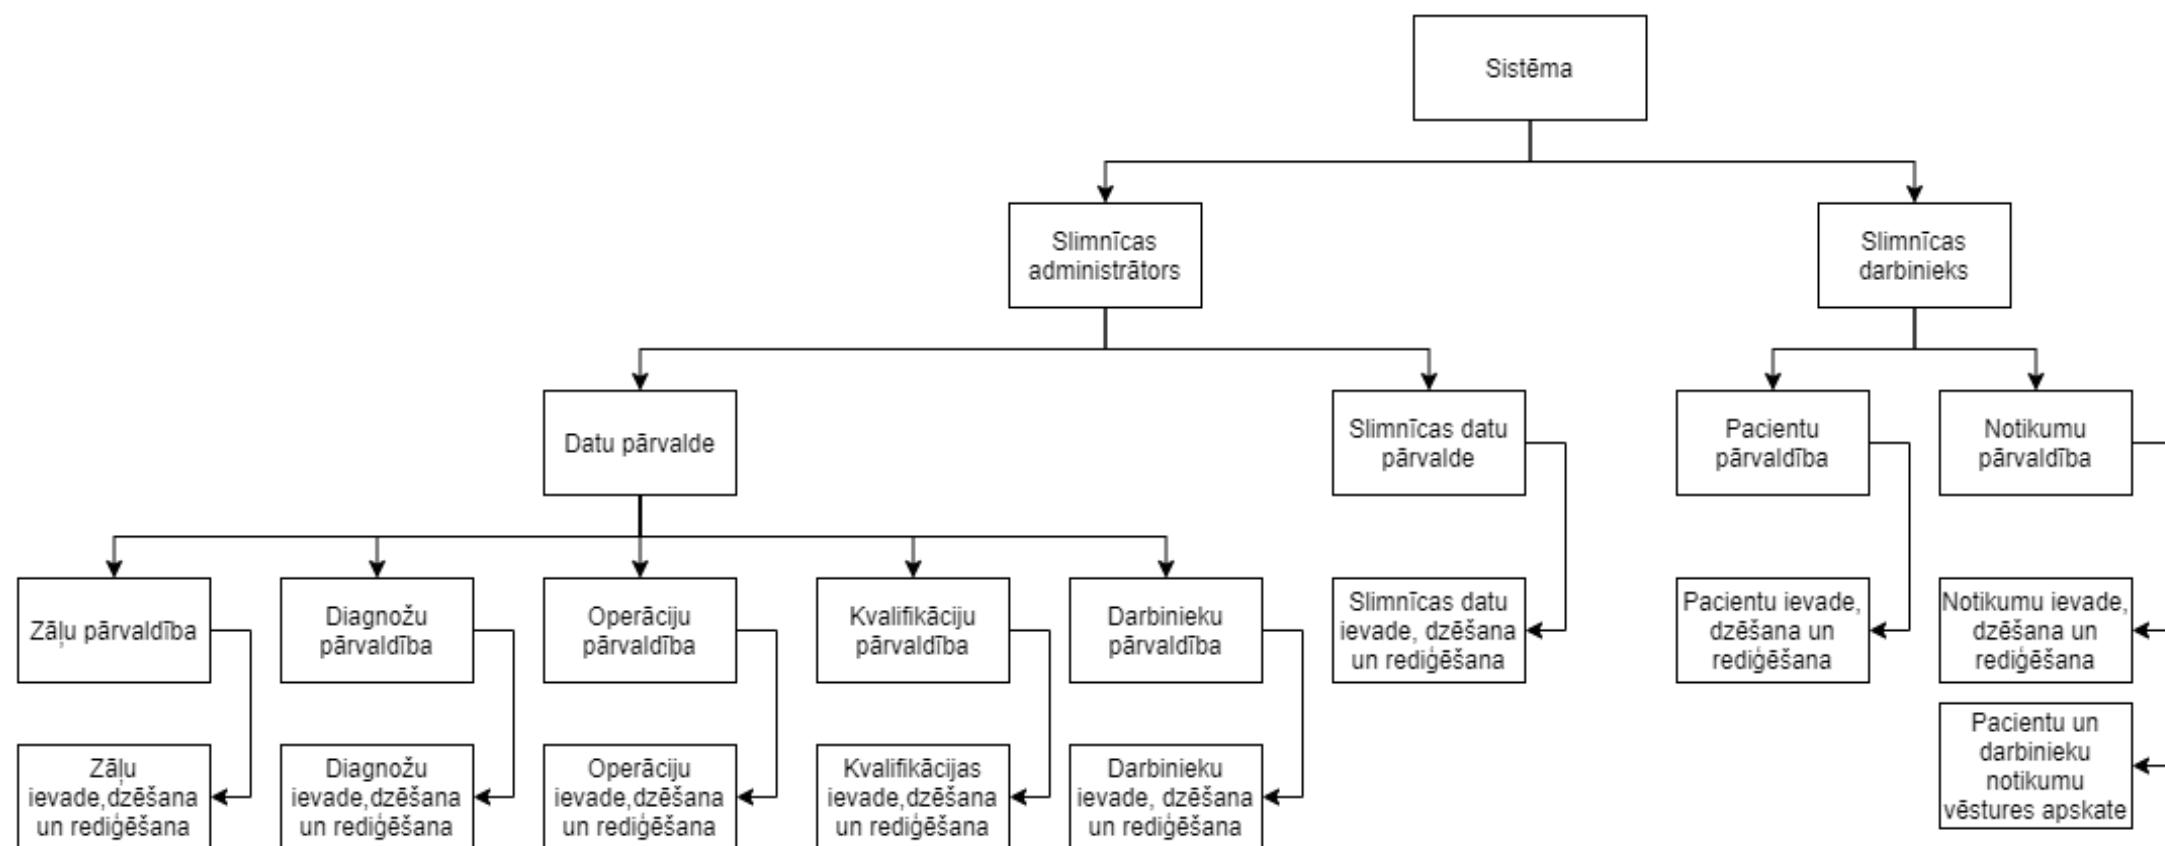 Sistēma
Slimnīcas
administrātors
Slimnīcas
darbinieks
Datu pārvalde
Slimnīcas datu
pārvalde
Pacientu
pārvaldība
Notikumu
pārvaldība
Zāļu pārvaldība
Diagnožu
pārvaldība
Operāciju
pārvaldība
Kvalifikāciju
pārvaldība
Darbinieku
pārvaldība
Slimnīcas datu
ievade, dzēšana
un rediģēšana
Pacientu ievade,
dzēšana un
rediģēšana
Notikumu ievade,
dzēšana un
rediģēšana
Zāļu
ievade,dzēšana
un rediģēšana
Diagnožu
ievade,dzēšana
un rediģēšana
Operāciju
ievade,dzēšana
un rediģēšana
Kvalifikācijas
ievade,dzēšana
un rediģēšana
Darbinieku
ievade, dzēšana
un rediģēšana
Pacientu un
darbinieku
notikumu
vēstures apskate